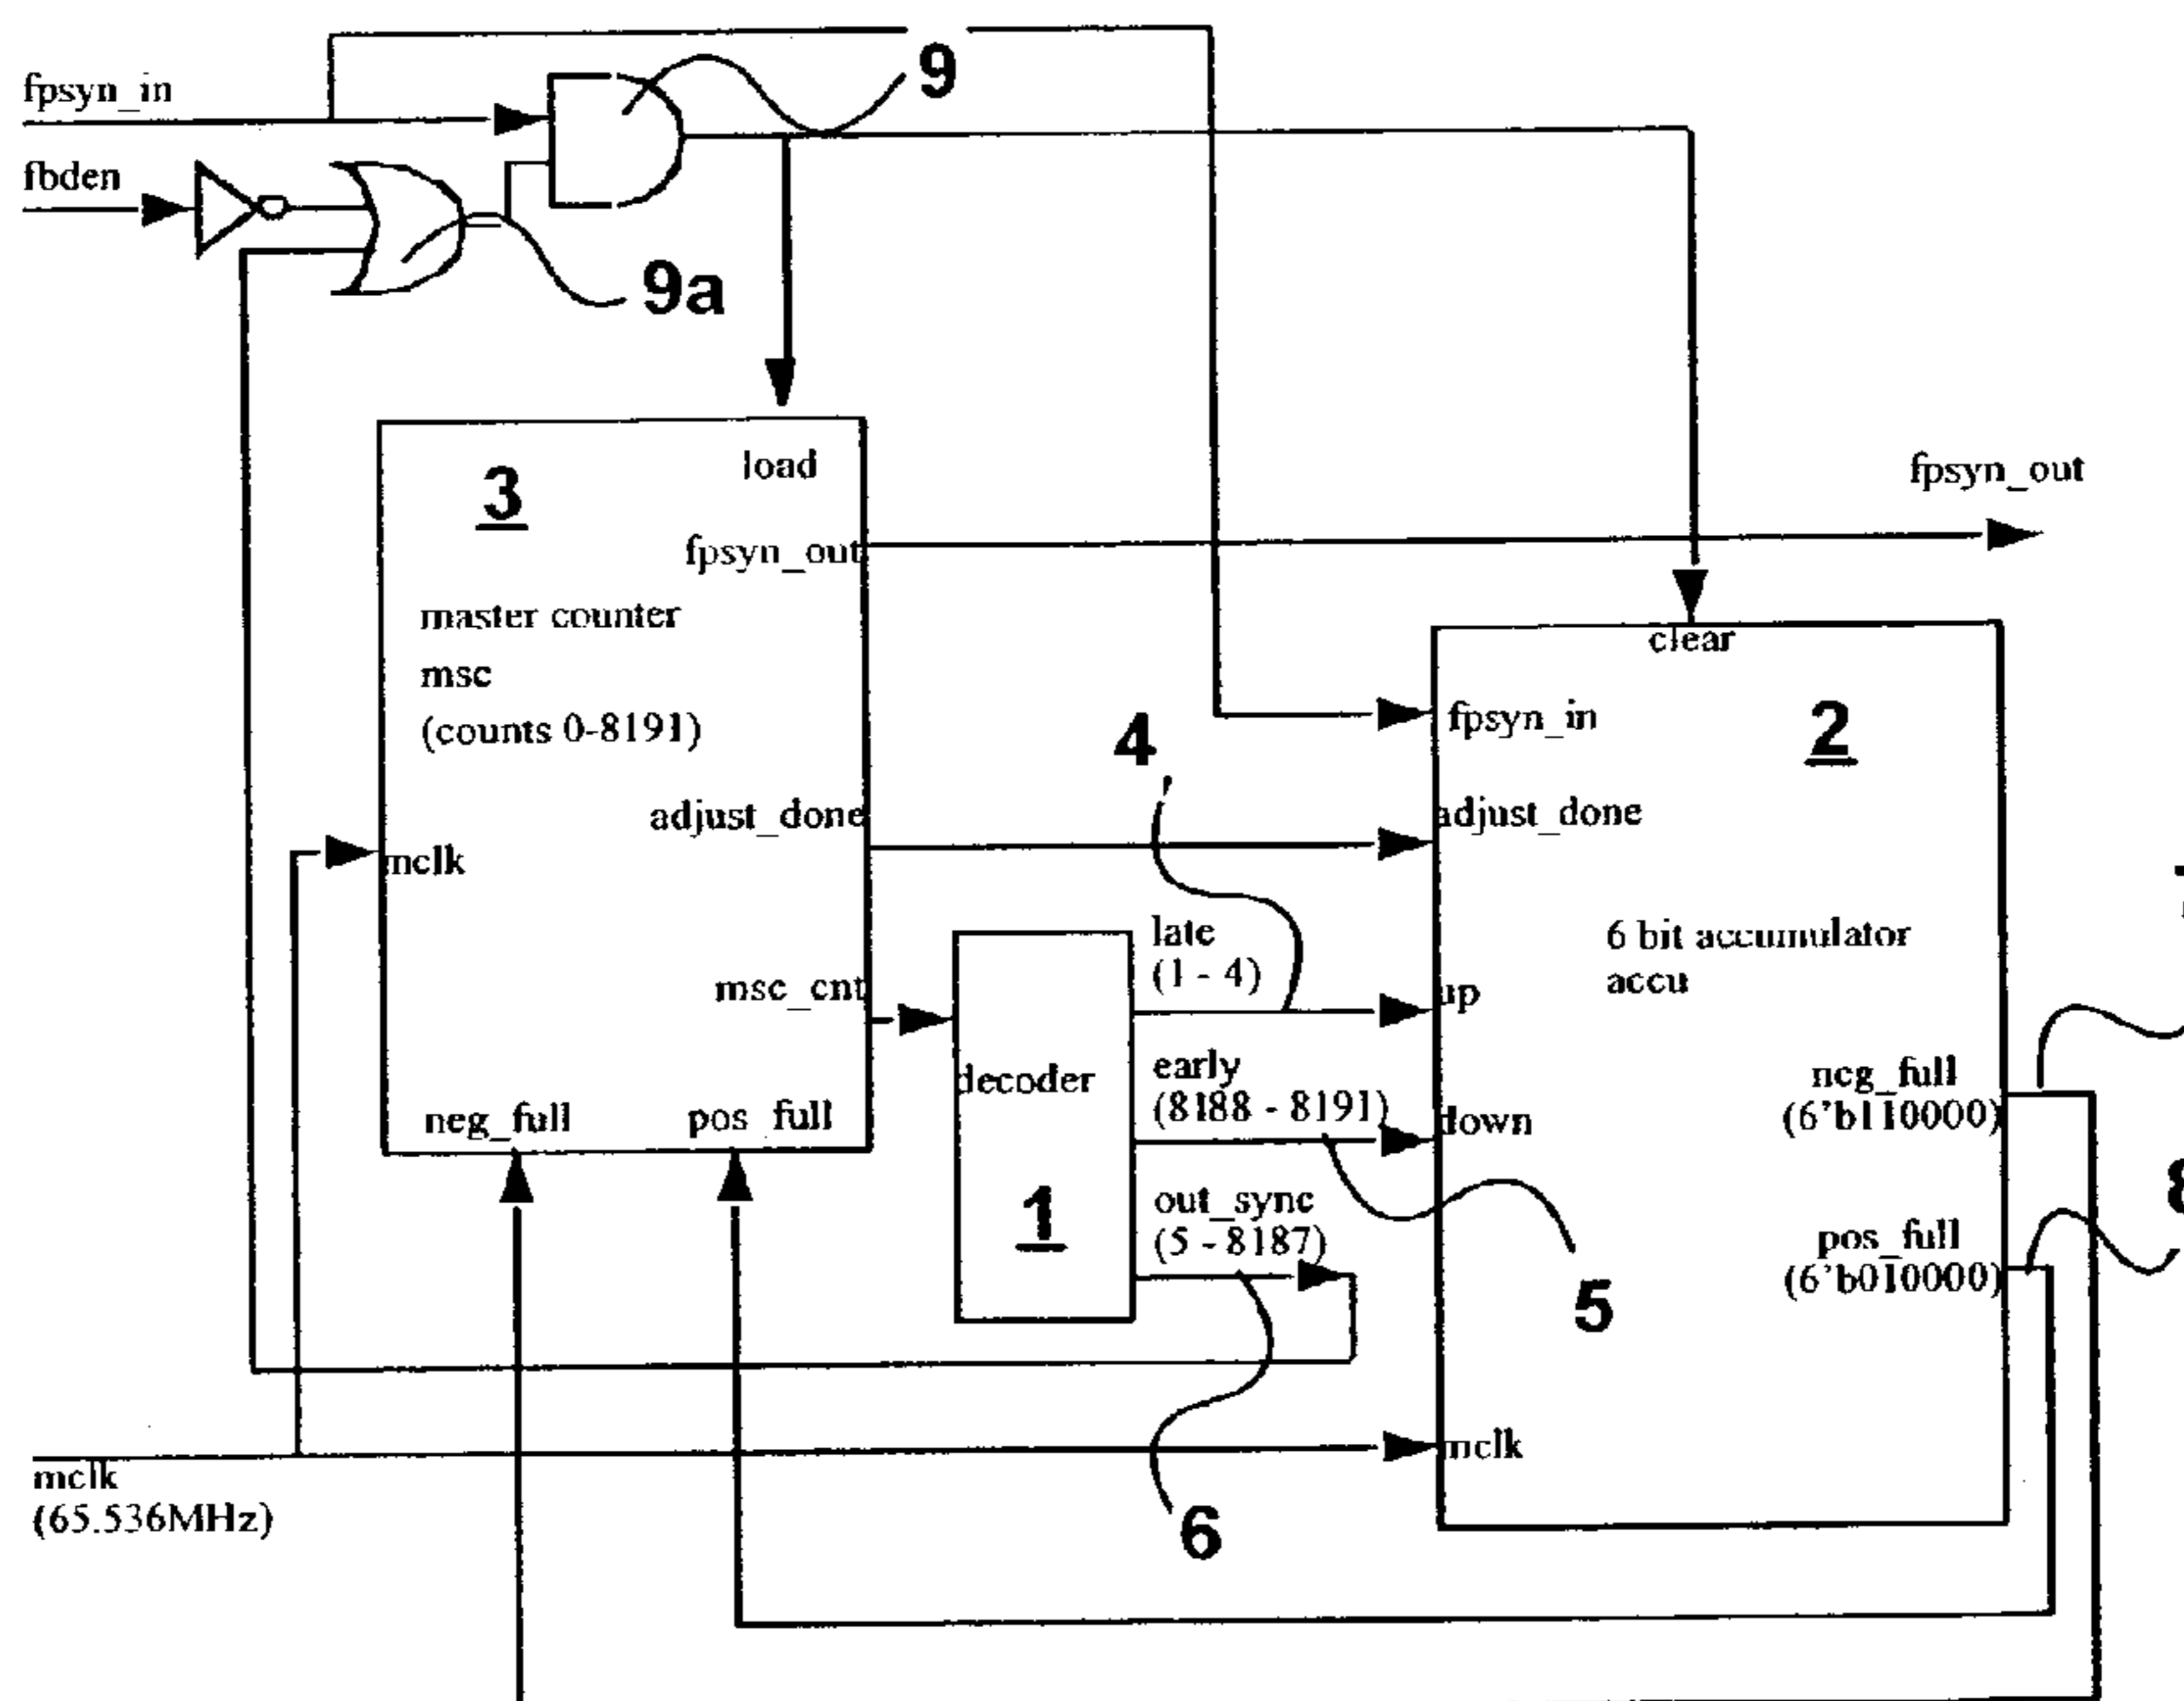 9
fpsyn_in
fbden
9a
load
3
fpsyn_out
fpsyn_out
master counter
msc
(counts 0-8191)
clear
fpsyn_in
2
4
adjust_done
adjust_done
mclk
late
(1 - 4)
6 bit accumulator
accu
msc_cnt
up
decoder
early
(8188 - 8191)
neg_full
(6'b110000)
down
neg_full
pos_full
1
out_sync
(5 - 8187)
pos_full
(6'b010000)
8
5
mclk
mclk
(65.536MHz)
6